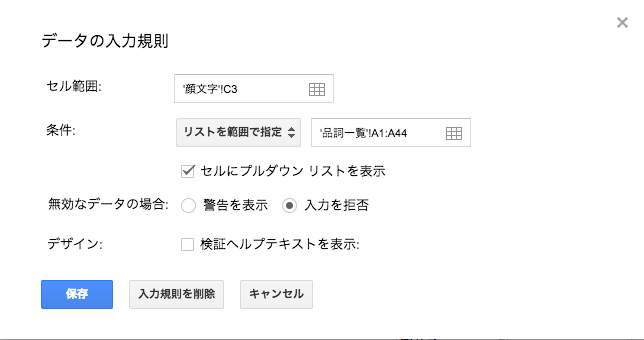 データの入力規則
セル範囲: '顔文字'!C3
条件: リストを範囲で指定 '品詞一覧'!A1:A44
セルにプルダウン リストを表示
無効なデータの場合: 警告を表示 入力を拒否
デザイン: 検証ヘルプテキストを表示:
保存 入力規則を削除 キャンセル